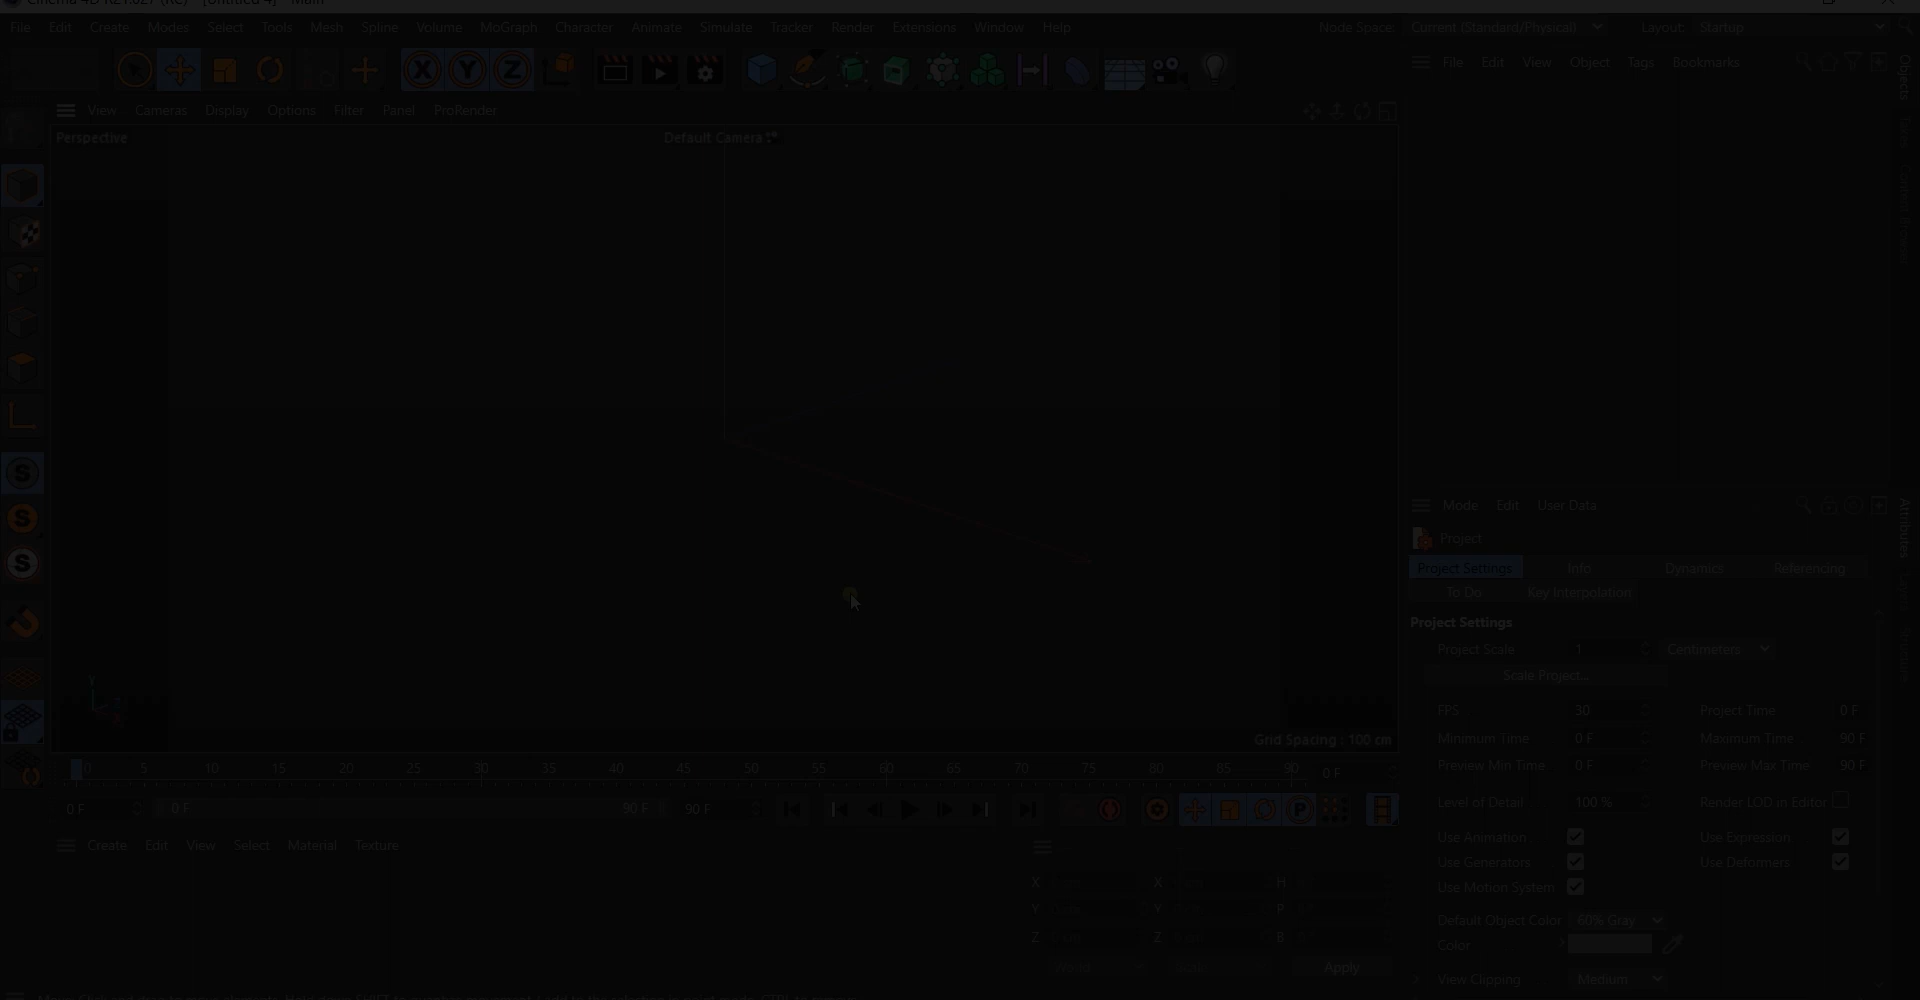 File Edit Create Modes Select Tools Mesh Spline Volume MoGraph Character Animate Simulate Tracker Render Extensions Window Help Node Space: Current (Standard/Physical) Layout: Startup
File Edit View Object Tags Bookmarks
X Y Z
View Cameras Display Options Filter Panel ProRender
Objects
Perspective
Default Camera
Mode Edit User Data
Attributes
Project
Project Settings Info Dynamics Referencing
To Do Key Interpolation
Project Settings
Project Scale 1 Centimeters
Scale Project...
FPS 30 Project Time 0 F
Minimum Time 0 F Maximum Time 90 F
Preview Min Time 0 F Preview Max Time 90 F
Level of Detail 100 % Render LOD in Editor
Use Animation Use Expression
Use Generators Use Deformers
Use Motion System
Default Object Color 60% Gray
Color
View Clipping Medium
S
S
S
Y
X
Grid Spacing : 100 cm
0 5 10 15 20 25 30 35 40 45 50 55 60 65 70 75 80 85 90 0 F
0 F 0 F 90 F 90 F P
Create Edit View Select Material Texture
X X H
Y Y P
Z Z B
Apply